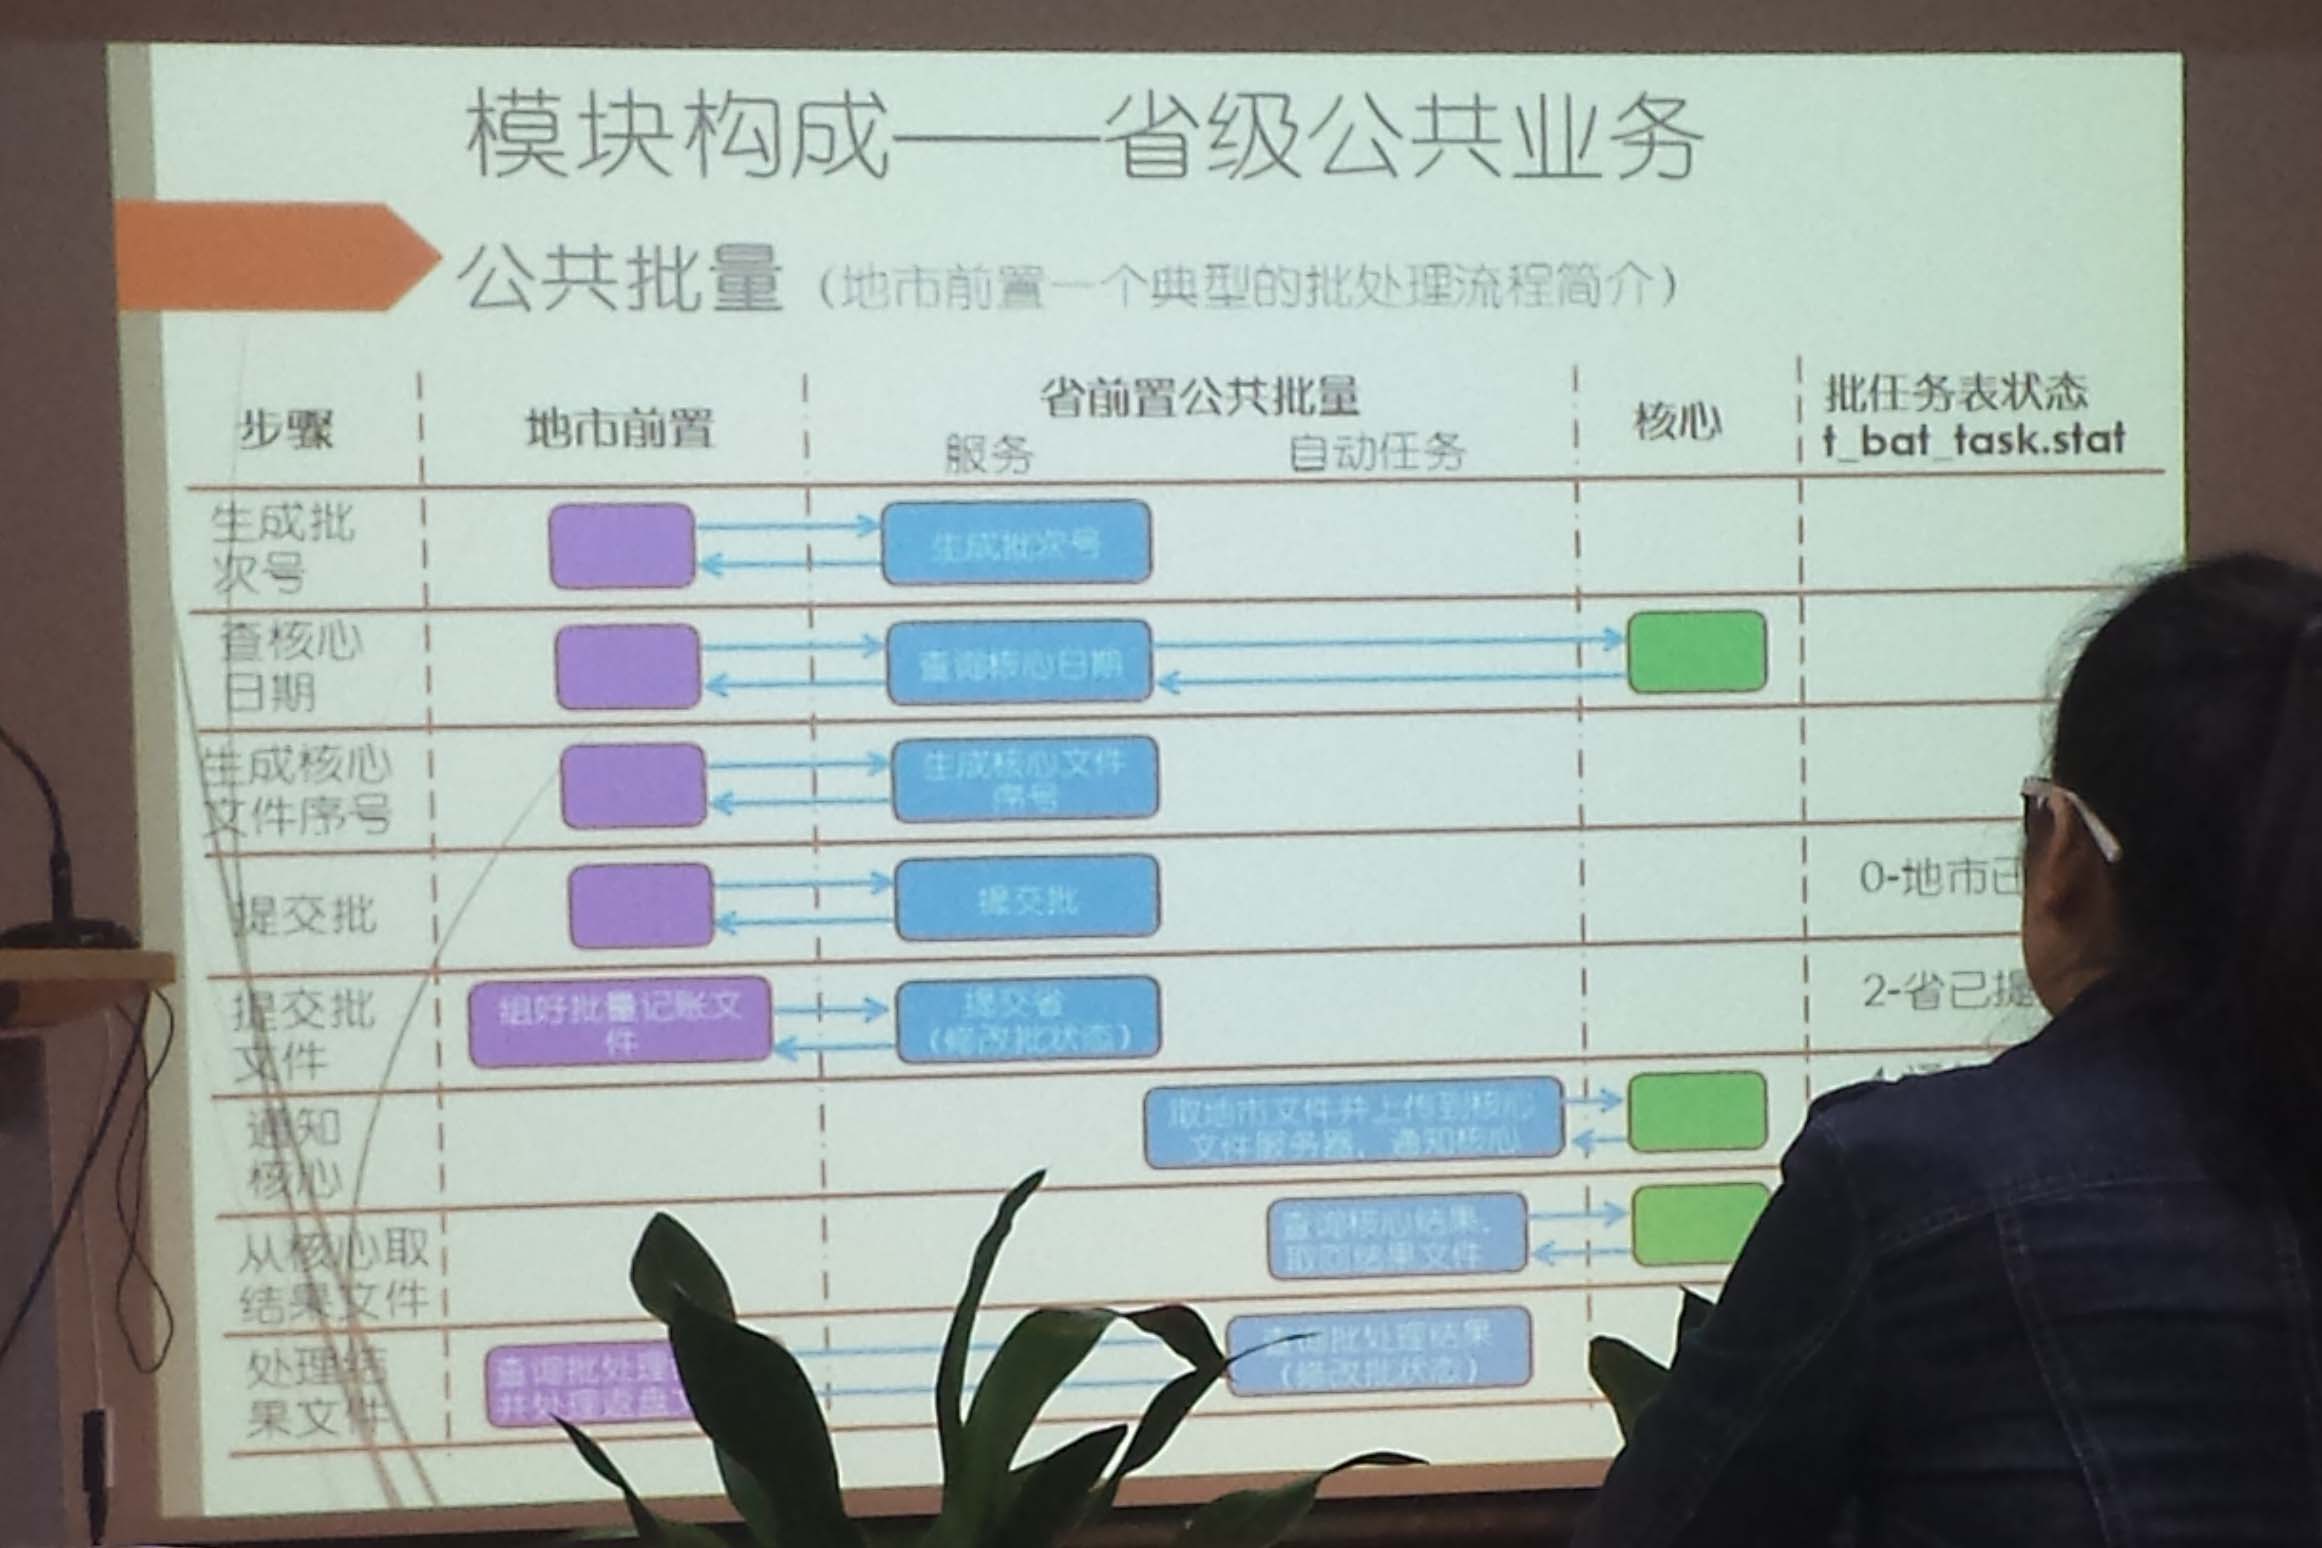 模块构成——省级公共业务
公共批量（地市前置一个典型的批处理流程简介）
步骤
地市前置
省前置公共批量
服务
自动任务
核心
批任务表状态
t_bat_task.stat
生成批
次号
生成批次号
查核心
日期
查询核心日期
生成核心
文件序号
生成核心文件
序号
提交批
提交批
0-地市已
提交批
文件
组好批量记账文
件
提交省
（修改批状态）
2-省已提
通知
核心
取地市文件并上传到核心
文件服务器，通知核心
从核心取
结果文件
查询核心结果，
取回结果文件
处理结
果文件
查询批处理
并处理返盘
查询批处理结果
（修改批状态）